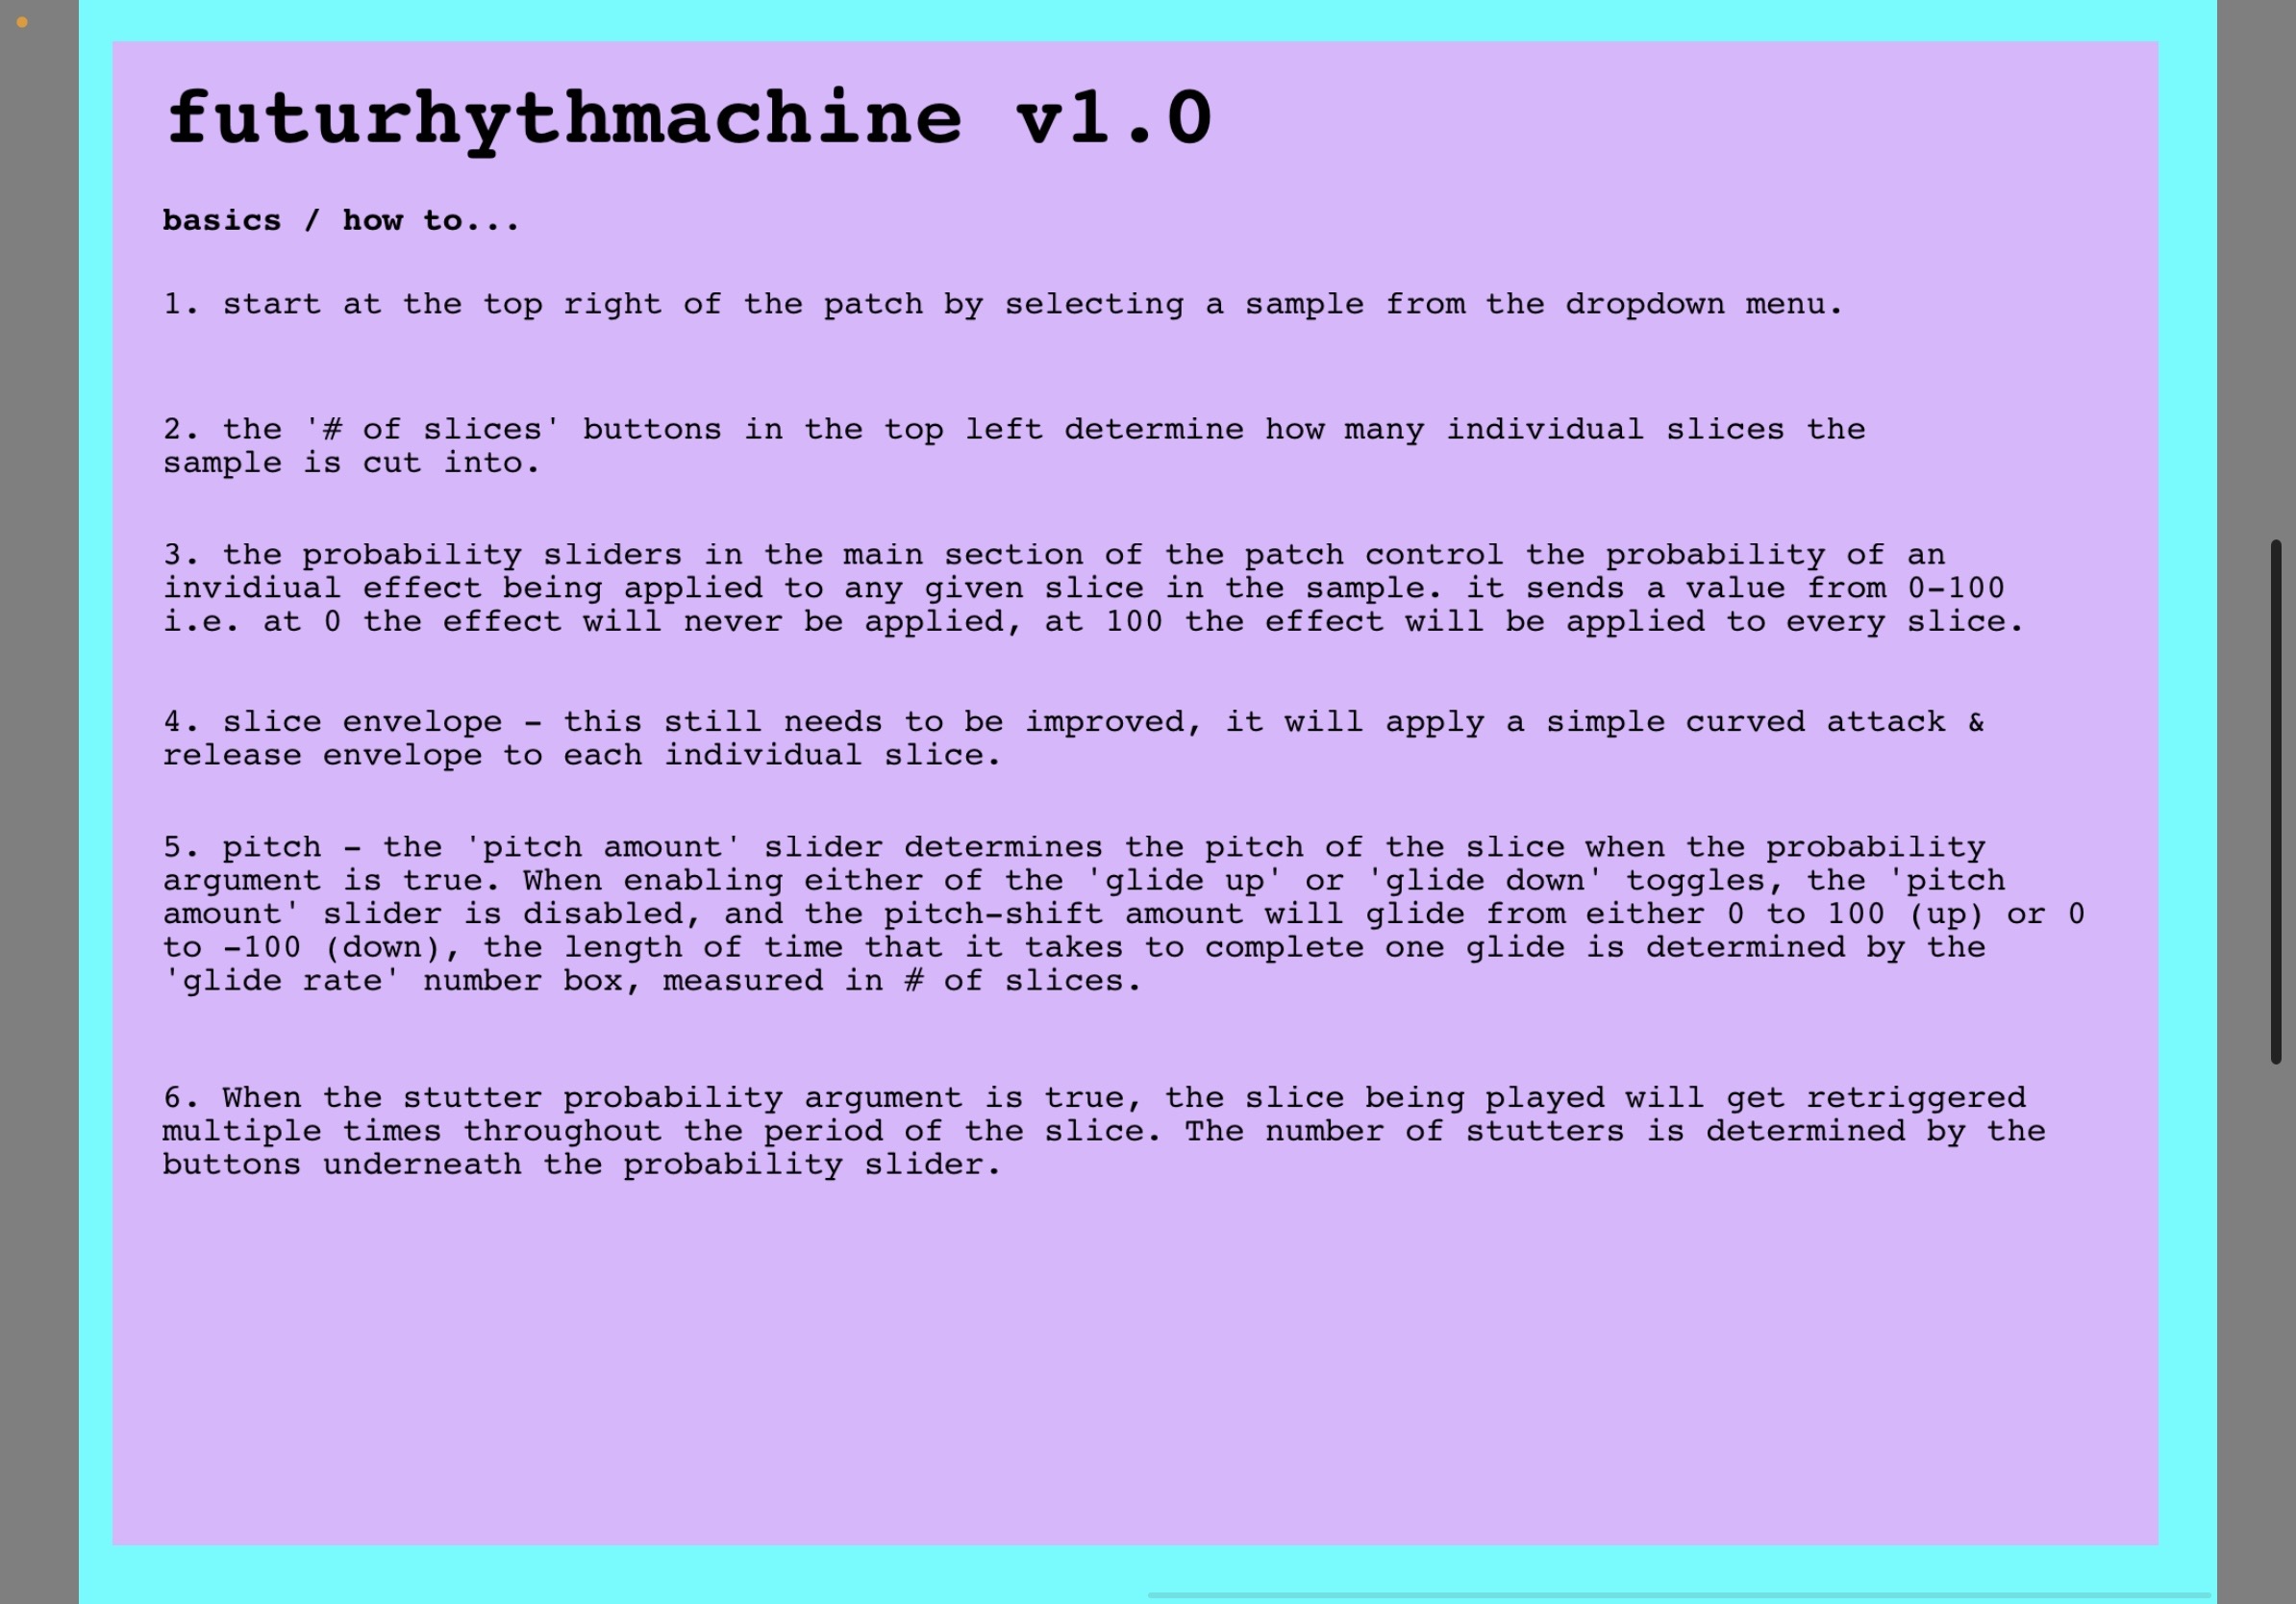 futurhythmachine v1.0
basics / how to...
1. start at the top right of the patch by selecting a sample from the dropdown menu.
2. the '# of slices' buttons in the top left determine how many individual slices the
sample is cut into.
3. the probability sliders in the main section of the patch control the probability of an
invidiual effect being applied to any given slice in the sample. it sends a value from 0-100
i.e. at 0 the effect will never be applied, at 100 the effect will be applied to every slice.
4. slice envelope - this still needs to be improved, it will apply a simple curved attack &
release envelope to each individual slice.
5. pitch - the 'pitch amount' slider determines the pitch of the slice when the probability
argument is true. When enabling either of the 'glide up' or 'glide down' toggles, the 'pitch
amount' slider is disabled, and the pitch-shift amount will glide from either 0 to 100 (up) or 0
to -100 (down), the length of time that it takes to complete one glide is determined by the
'glide rate' number box, measured in # of slices.
6. When the stutter probability argument is true, the slice being played will get retriggered
multiple times throughout the period of the slice. The number of stutters is determined by the
buttons underneath the probability slider.